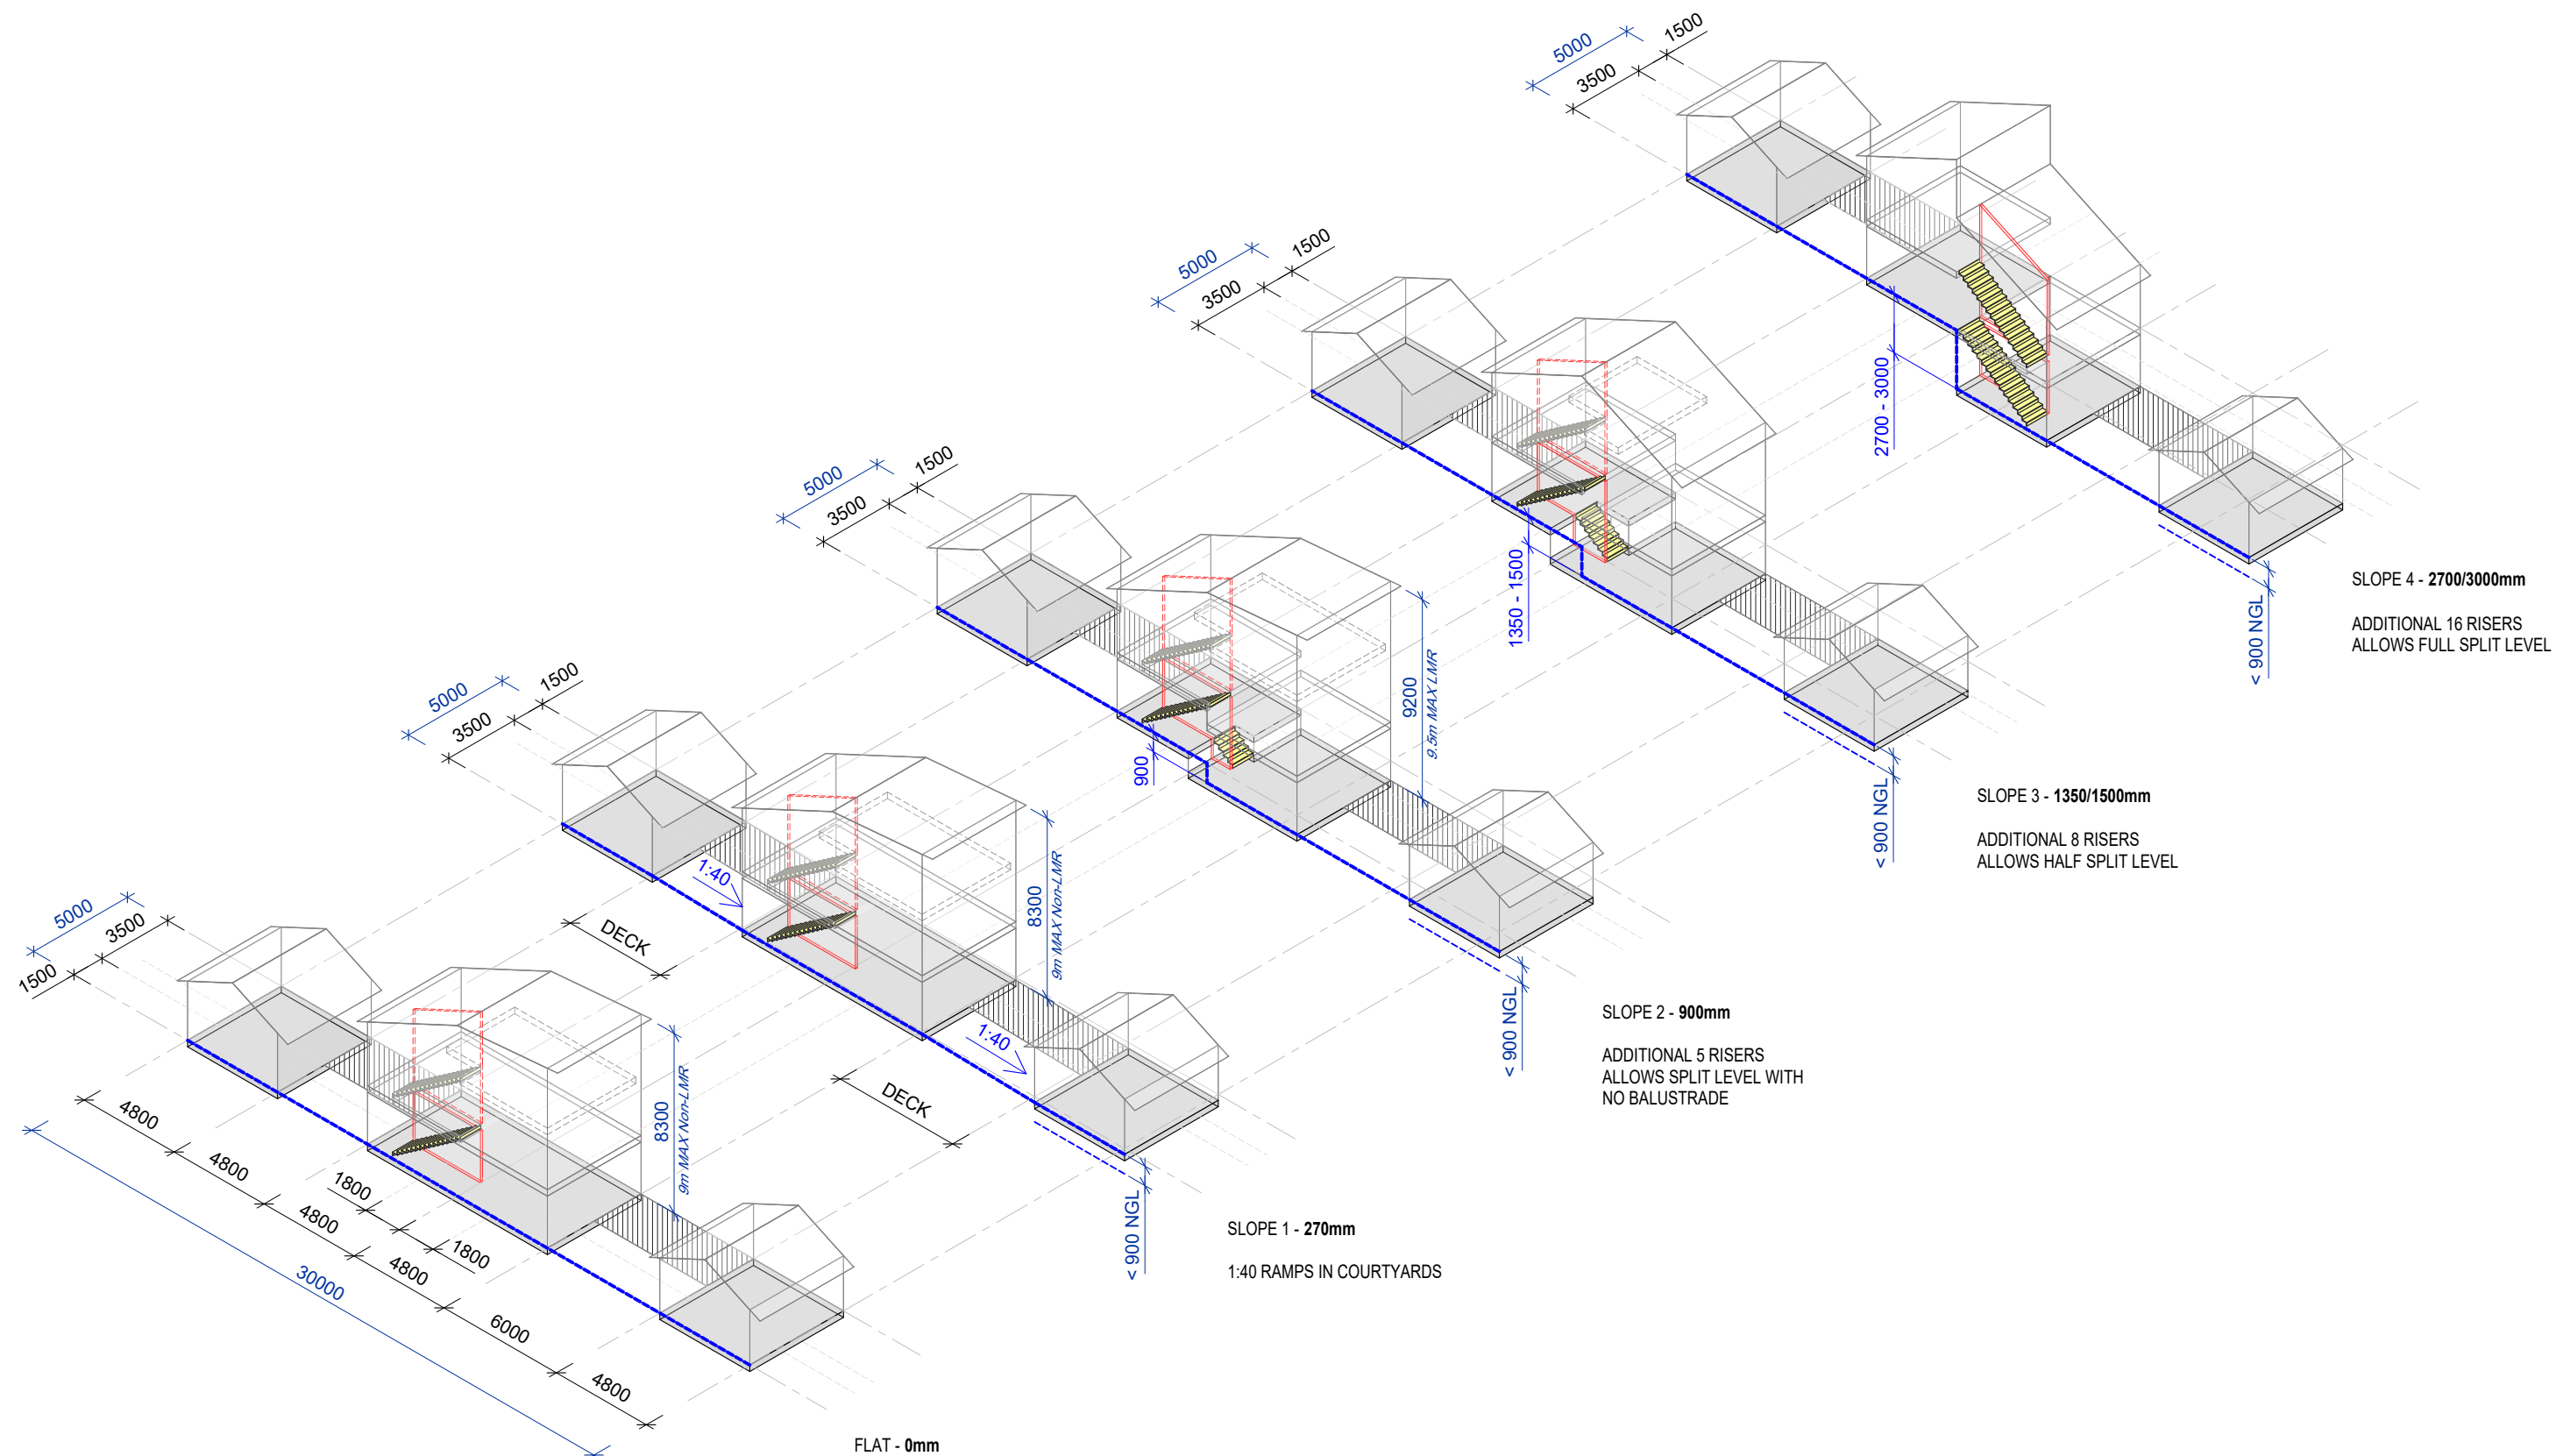 5000
1500
3500
2700 - 3000
SLOPE 4 - 2700/3000mm
ADDITIONAL 16 RISERS
ALLOWS FULL SPLIT LEVEL
< 900 NGL
5000
1500
3500
1350 - 1500
SLOPE 3 - 1350/1500mm
ADDITIONAL 8 RISERS
ALLOWS HALF SPLIT LEVEL
< 900 NGL
5000
1500
3500
900
9200
9.5m MAX LMR
SLOPE 2 - 900mm
ADDITIONAL 5 RISERS
ALLOWS SPLIT LEVEL WITH
NO BALUSTRADE
< 900 NGL
5000
1500
3500
1:40
DECK
8300
9m MAX Non-LMR
1:40
DECK
SLOPE 1 - 270mm
1:40 RAMPS IN COURTYARDS
< 900 NGL
5000
3500
1500
8300
9m MAX Non-LMR
4800
4800
1800
4800
1800
4800
6000
4800
30000
FLAT - 0mm